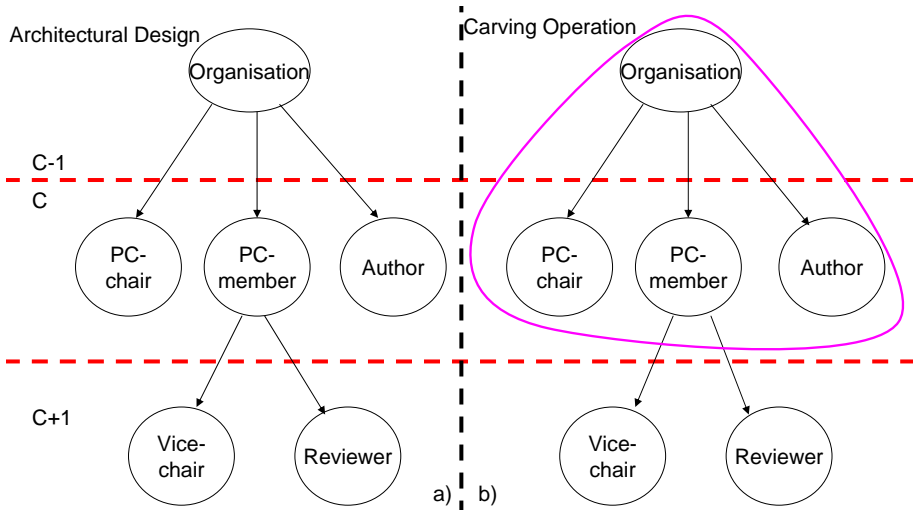 Architectural Design
Organisation
C-1
C
PC-
chair
PC-
member
Author
C+1
Vice-
chair
Reviewer
a)
Carving Operation
Organisation
PC-
chair
PC-
member
Author
Vice-
chair
Reviewer
b)